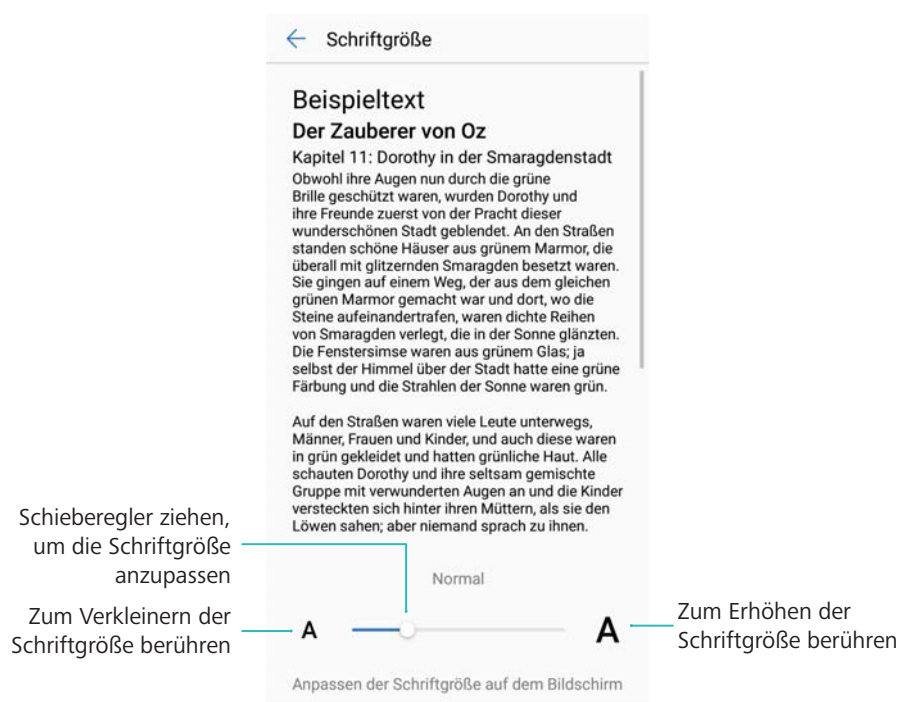 Schriftgröße
Beispieltext
Der Zauberer von Oz
Kapitel 11: Dorothy in der Smaragdenstadt
Obwohl ihre Augen nun durch die grüne
Brille geschützt waren, wurden Dorothy und
ihre Freunde zuerst von der Pracht dieser
wunderschönen Stadt geblendet. An den Straßen
standen schöne Häuser aus grünem Marmor, die
überall mit glitzernden Smaragden besetzt waren.
Sie gingen auf einem Weg, der aus dem gleichen
grünen Marmor gemacht war und dort, wo die
Steine aufeinandertrafen, waren dichte Reihen
von Smaragden verlegt, die in der Sonne glänzten.
Die Fenstersimse waren aus grünem Glas; ja
selbst der Himmel über der Stadt hatte eine grüne
Färbung und die Strahlen der Sonne waren grün.
Auf den Straßen waren viele Leute unterwegs,
Männer, Frauen und Kinder, und auch diese waren
in grün gekleidet und hatten grünliche Haut. Alle
schauten Dorothy und ihre seltsam gemischte
Gruppe mit verwunderten Augen an und die Kinder
versteckten sich hinter ihren Müttern, als sie den
Löwen sahen; aber niemand sprach zu ihnen.
Schieberegler ziehen,
um die Schriftgröße
anzupassen
Normal
Zum Verkleinern der
Schriftgröße berühren
A
A
Zum Erhöhen der
Schriftgröße berühren
Anpassen der Schriftgröße auf dem Bildschirm